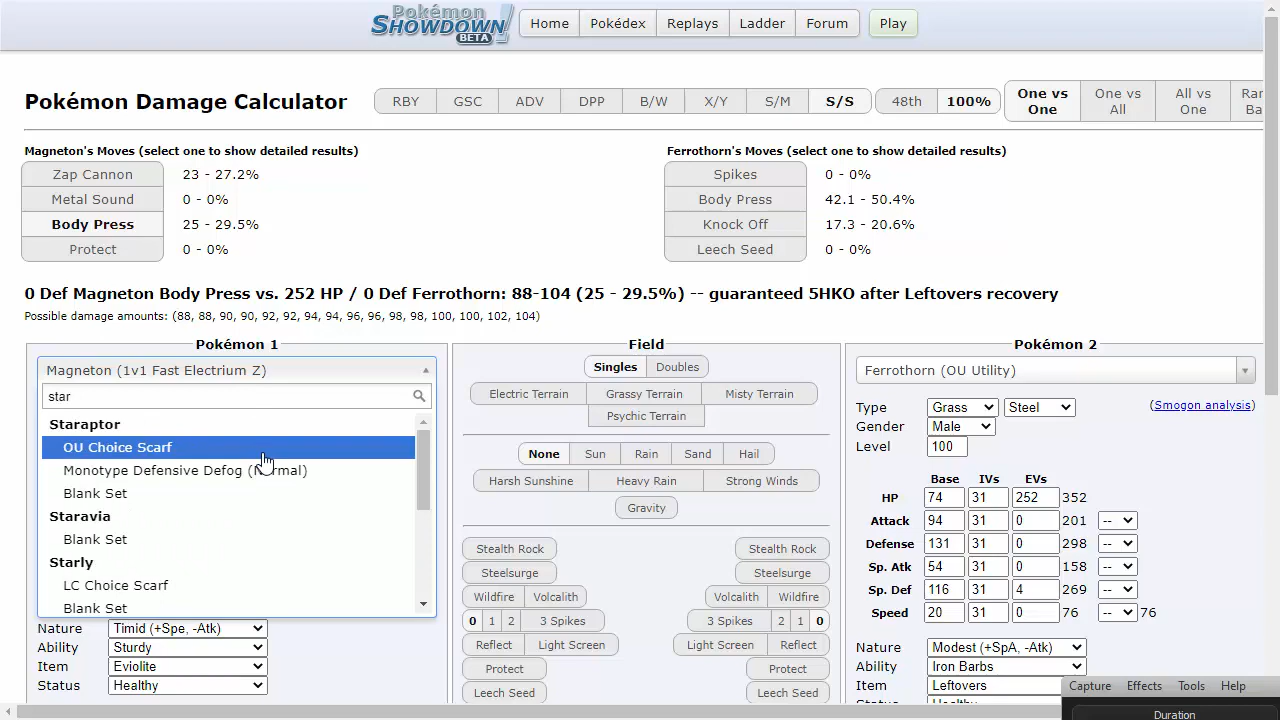 Pokémon
SHOWDOWN!
BETA
Home Pokédex Replays Ladder Forum Play
Pokémon Damage Calculator
RBY GSC ADV DPP B/W X/Y S/M S/S 48th 100%
One vs One
One vs All
All vs One
Ran
Ba
Magneton's Moves (select one to show detailed results)
Zap Cannon 23 - 27.2%
Metal Sound 0 - 0%
Body Press 25 - 29.5%
Protect 0 - 0%
Ferrothorn's Moves (select one to show detailed results)
Spikes 0 - 0%
Body Press 42.1 - 50.4%
Knock Off 17.3 - 20.6%
Leech Seed 0 - 0%
0 Def Magneton Body Press vs. 252 HP / 0 Def Ferrothorn: 88-104 (25 - 29.5%) -- guaranteed 5HKO after Leftovers recovery
Possible damage amounts: (88, 88, 90, 90, 92, 92, 94, 94, 96, 96, 98, 98, 100, 100, 102, 104)
Pokémon 1
Magneton (1v1 Fast Electrium Z)
star
Staraptor
OU Choice Scarf
Monotype Defensive Defog (Normal)
Blank Set
Staravia
Blank Set
Starly
LC Choice Scarf
Blank Set
Nature Timid (+Spe, -Atk)
Ability Sturdy
Item Eviolite
Status Healthy
Field
Singles Doubles
Electric Terrain Grassy Terrain Misty Terrain
Psychic Terrain
None Sun Rain Sand Hail
Harsh Sunshine Heavy Rain Strong Winds
Gravity
Stealth Rock Stealth Rock
Steelsurge Steelsurge
Wildfire Volcalith Volcalith Wildfire
0 1 2 3 Spikes 3 Spikes 2 1 0
Reflect Light Screen Light Screen Reflect
Protect Protect
Leech Seed Leech Seed
Pokémon 2
Ferrothorn (OU Utility)
Type Grass Steel (Smogon analysis)
Gender Male
Level 100
Base IVs EVs
HP 74 31 252 352
Attack 94 31 0 201 --
Defense 131 31 0 298 --
Sp. Atk 54 31 0 158 --
Sp. Def 116 31 4 269 --
Speed 20 31 0 76 -- 76
Nature Modest (+SpA, -Atk)
Ability Iron Barbs
Item Leftovers
Capture Effects Tools Help
Duration